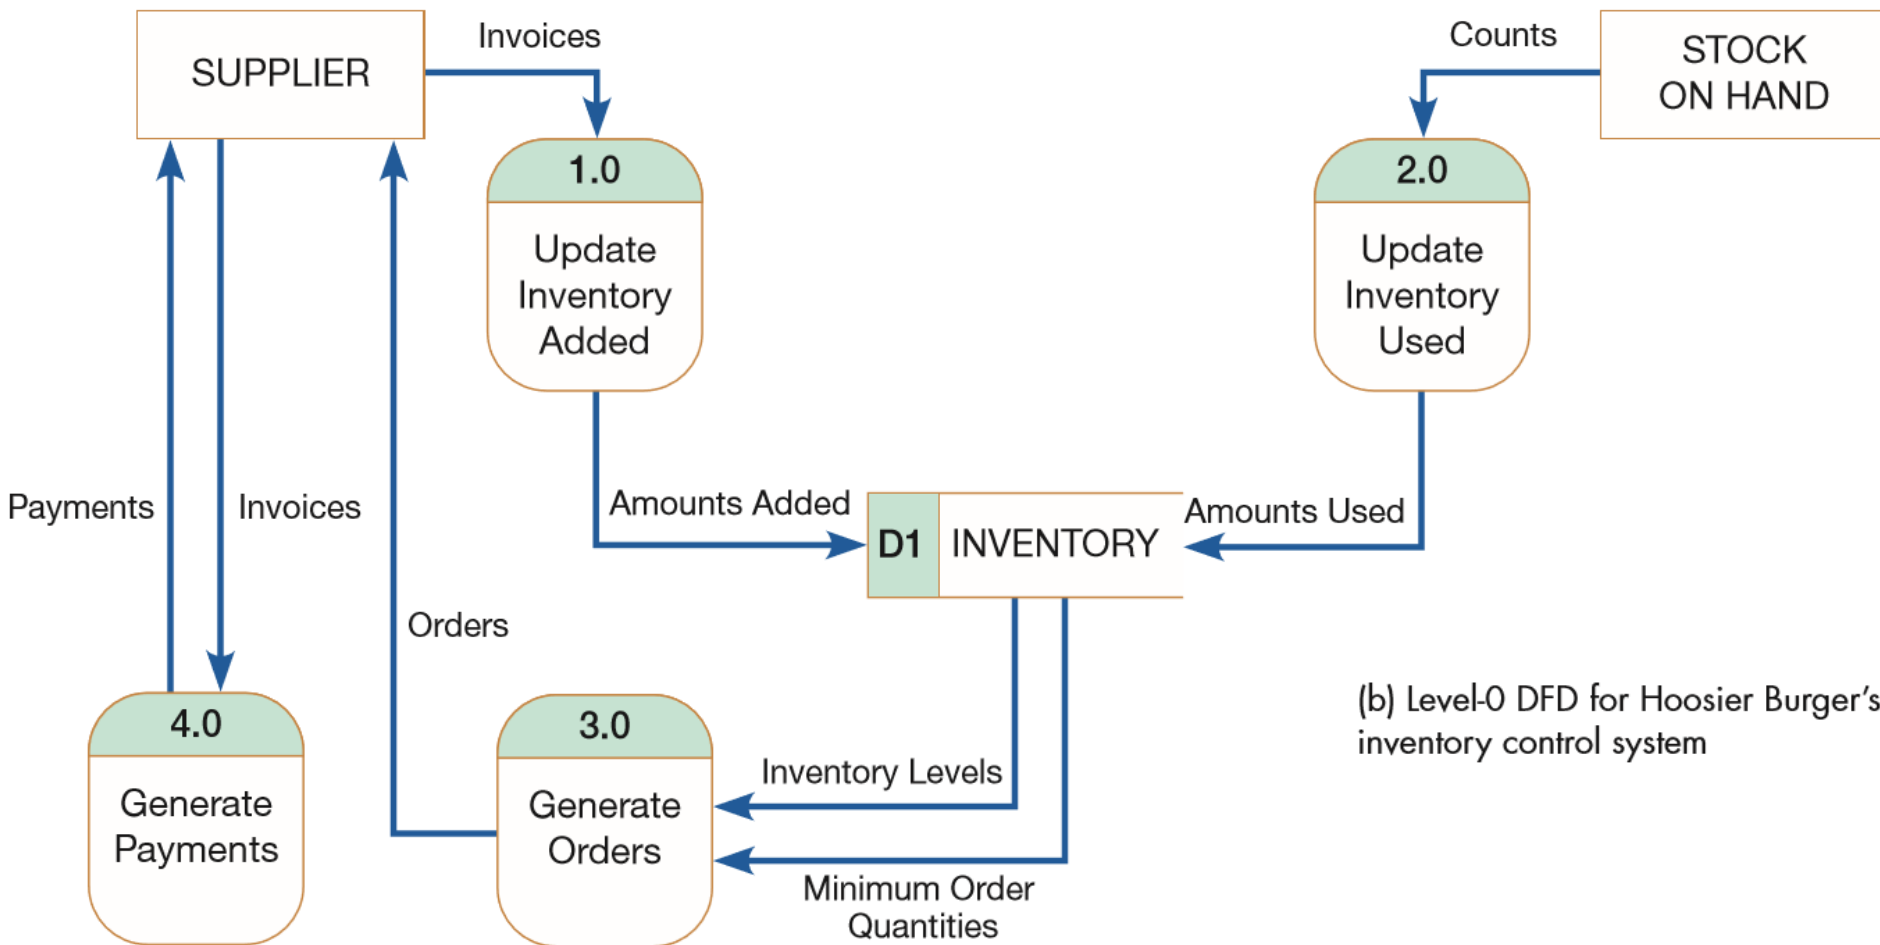 SUPPLIER
Invoices
Counts
STOCK
ON HAND
1.0
Update
Inventory
Added
2.0
Update
Inventory
Used
Payments
Invoices
Amounts Added
D1 INVENTORY
Amounts Used
Orders
4.0
Generate
Payments
3.0
Generate
Orders
Inventory Levels
Minimum Order
Quantities
(b) Level-0 DFD for Hoosier Burger’s
inventory control system